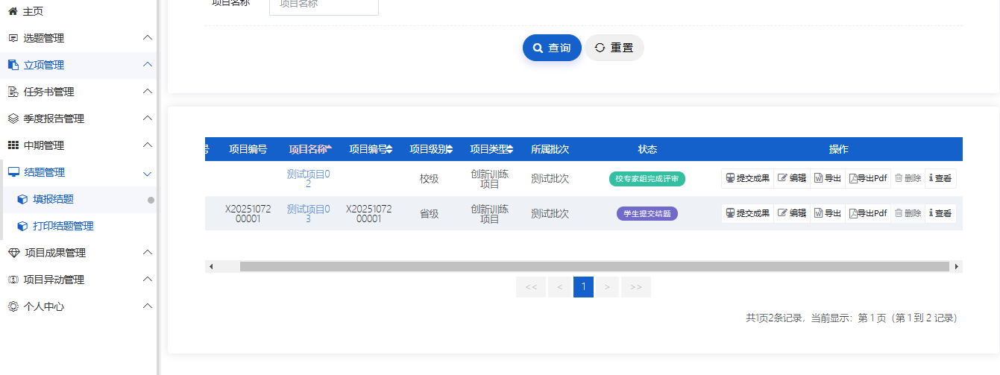 主页
选题管理
立项管理
任务书管理
季度报告管理
中期管理
结题管理
填报结题
打印结题管理
项目成果管理
项目异动管理
个人中心
项目名称 项目名称
查询 重置
号 项目编号 项目名称 项目编号 项目级别 项目类型 所属批次 状态 操作
测试项目0
2
校级
创新训练
项目
测试批次 校专家组完成评审 提交成果 编辑 导出 导出Pdf 删除 查看
X20251072
00001
测试项目0
3
X20251072
00001
省级
创新训练
项目
测试批次 学生提交结题 提交成果 编辑 导出 导出Pdf 删除 查看
<< < 1 > >>
共1页2条记录，当前显示：第 1 页（第 1 到 2 记录）